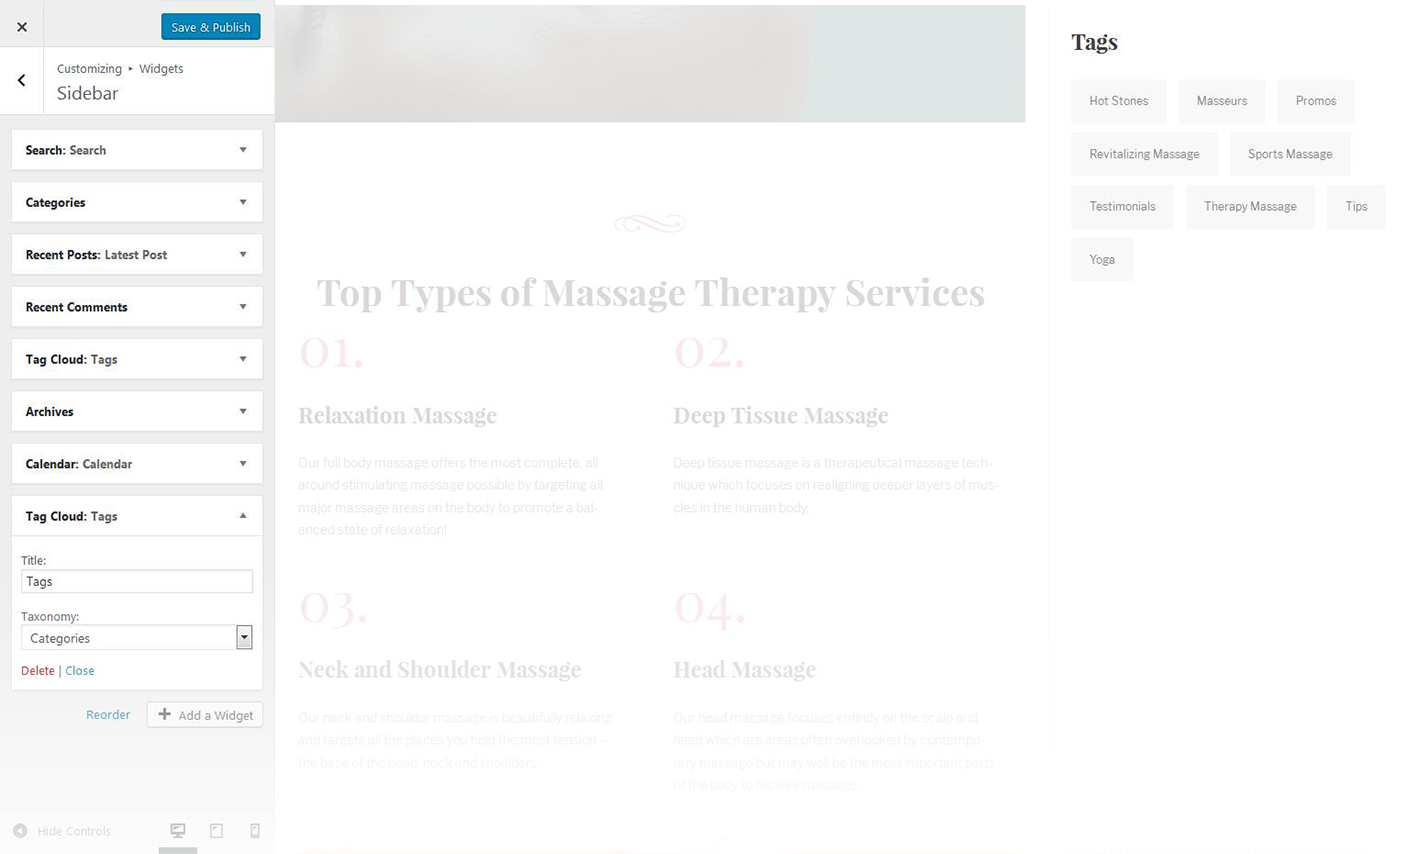 Save & Publish
Customizing ▸ Widgets
Sidebar
Search: Search
Categories
Recent Posts: Latest Post
Recent Comments
Tag Cloud: Tags
Archives
Calendar: Calendar
Tag Cloud: Tags
Title:
Tags
Taxonomy:
Categories
Delete | Close
Reorder
Add a Widget
Hide Controls
Top Types of Massage Therapy Services
01.
Relaxation Massage
Our full body massage offers the most complete, all
around stimulating massage possible by targeting all
major massage areas on the body to promote a bal-
anced state of relaxation!
02.
Deep Tissue Massage
Deep tissue massage is a therapeutical massage tech-
nique which focuses on realigning deeper layers of mus-
cles in the human body.
03.
Neck and Shoulder Massage
Our neck and shoulder massage is beautifully relaxing
and targets all the places you hold the most tension –
the base of the head, neck and shoulders.
04.
Head Massage
Our head massage focuses entirely on the scalp and
head which are areas often overlooked by contempo-
rary massage but may well be the most important parts
of the body to receive massage.
Tags
Hot Stones
Masseurs
Promos
Revitalizing Massage
Sports Massage
Testimonials
Therapy Massage
Tips
Yoga